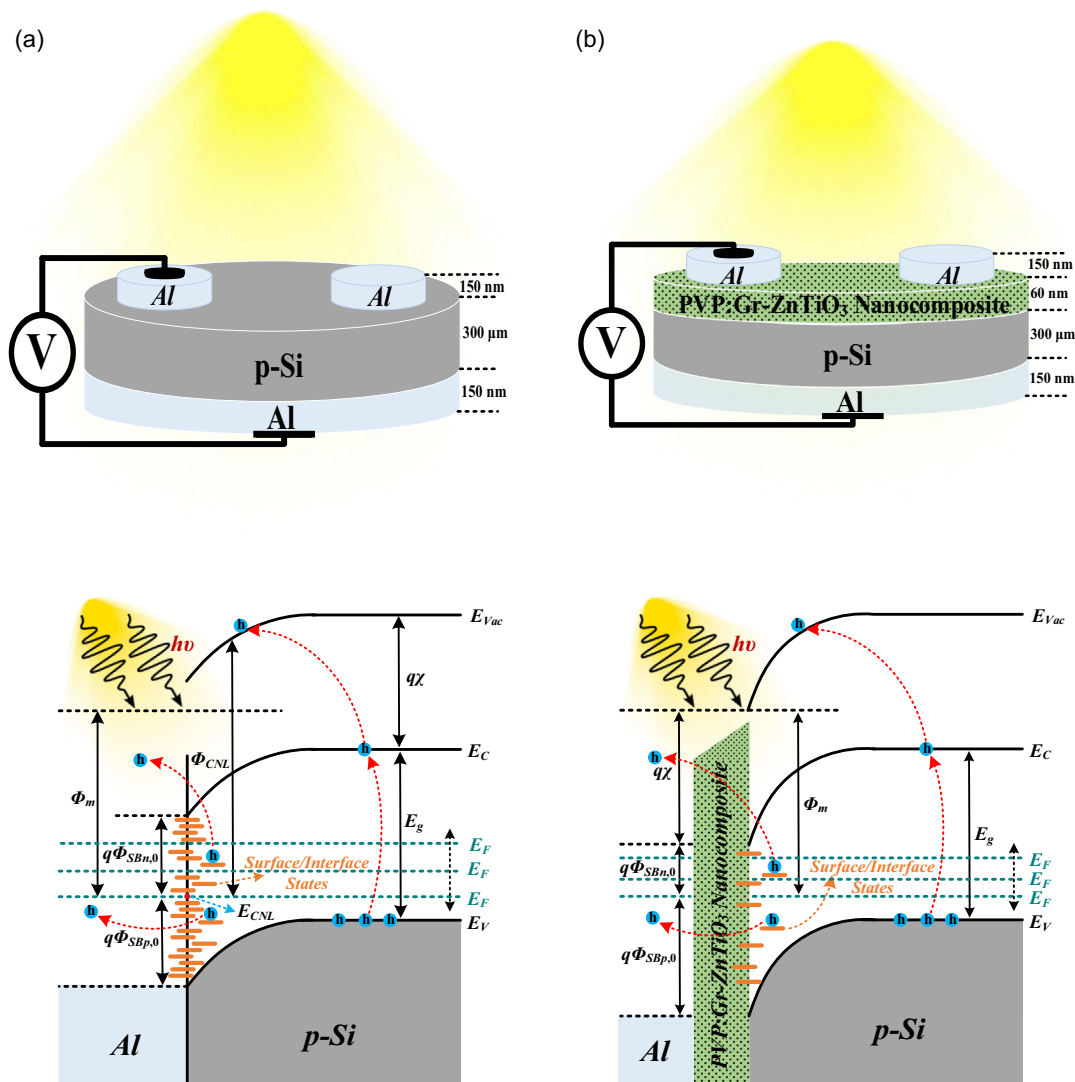 (a)
Al
Al
150 nm
300 μm
V
p-Si
150 nm
Al
(b)
Al
Al
150 nm
PVP:Gr-ZnTiO₃ Nanocomposite
60 nm
300 μm
V
p-Si
150 nm
Al
hυ
E_Vac
qχ
h
h
h
Φ_CNL
E_C
Φ_m
E_g
qΦ_SBn,0
h
Surface/Interface
States
E_F
E_F
E_F
h
h
E_CNL
h h h
E_V
qΦ_SBp,0
Al
p-Si
hυ
h
E_Vac
qχ
h
h
E_C
Φ_m
E_g
qΦ_SBn,0
h
Surface/Interface
States
E_F
E_F
E_F
h
h
h h h
E_V
qΦ_SBp,0
PVP:Gr-ZnTiO3 Nanocomposite
Al
p-Si